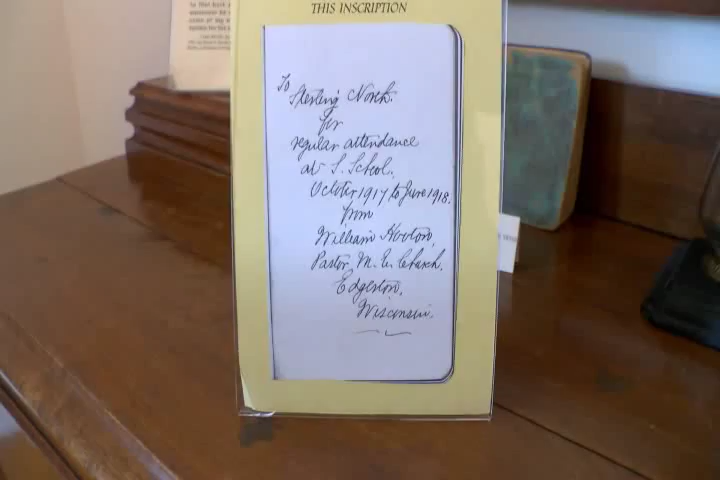 THIS INSCRIPTION
To
Sterling North.
for
regular attendance
at S. School.
October 1917 to June 1918.
from
William Hooton,
Pastor, M. E. Church.
Edgerton,
Wisconsin.